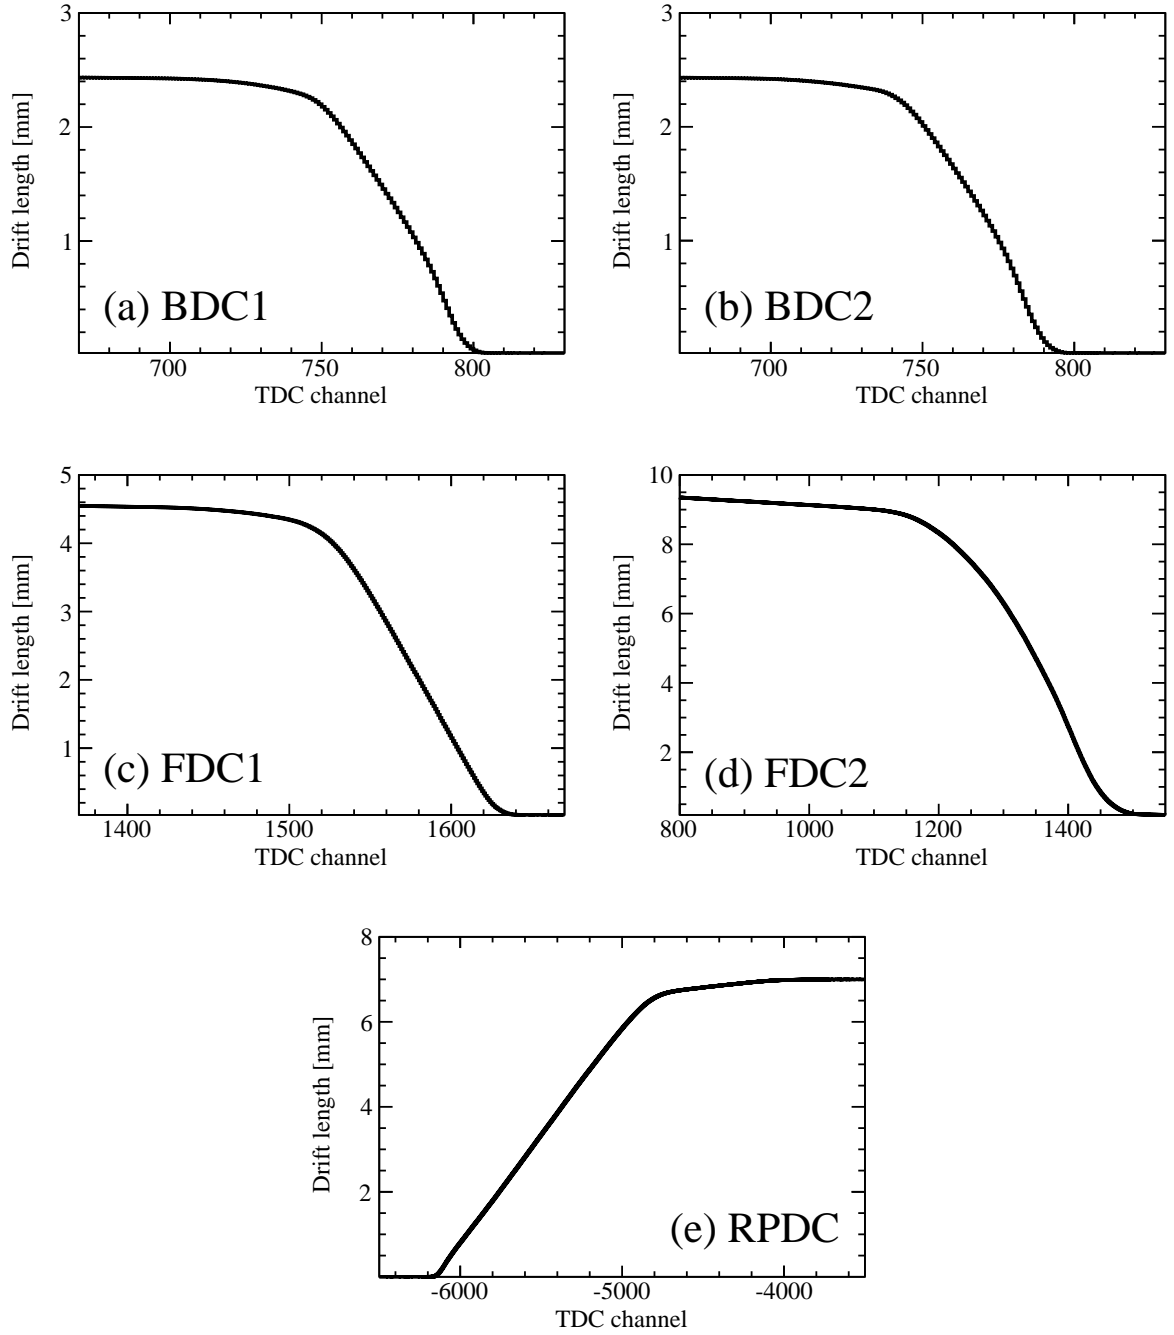 3
2
1
Drift length [mm]
(a) BDC1
700 750 800
TDC channel
3
2
1
Drift length [mm]
(b) BDC2
700 750 800
TDC channel
5
4
3
2
1
Drift length [mm]
(c) FDC1
1400 1500 1600
TDC channel
10
8
6
4
2
Drift length [mm]
(d) FDC2
800 1000 1200 1400
TDC channel
8
6
4
2
Drift length [mm]
(e) RPDC
-6000 -5000 -4000
TDC channel